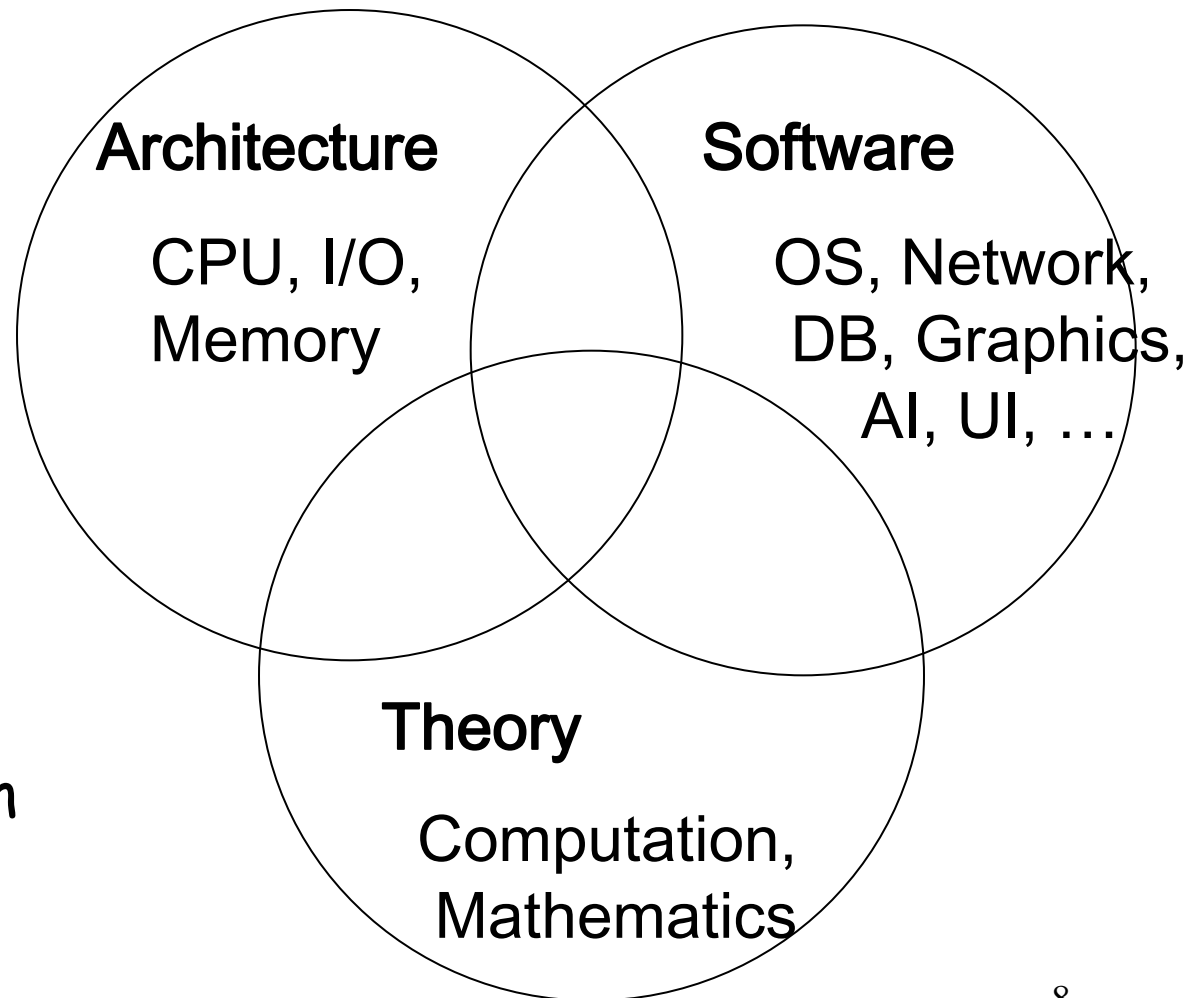 Architecture
CPU, I/O,
Memory
Software
OS, Network,
DB, Graphics,
AI, UI, …
Theory
Computation,
Mathematics
n
8